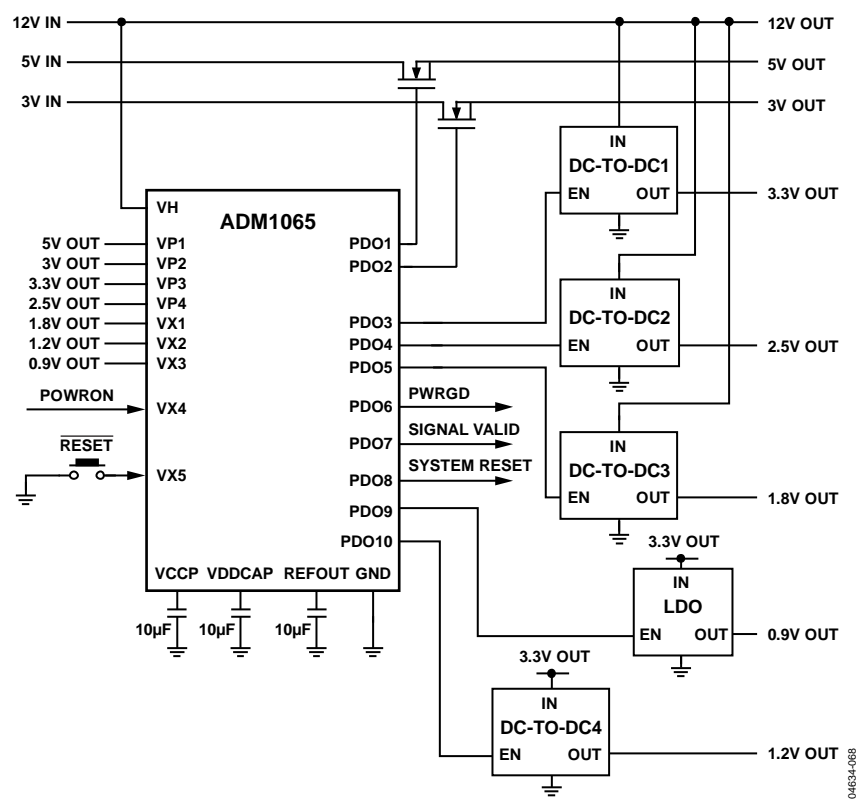 12V IN
12V OUT
5V IN
5V OUT
3V IN
3V OUT
IN
DC-TO-DC1
EN OUT
3.3V OUT
ADM1065
VH
5V OUT VP1
3V OUT VP2
3.3V OUT VP3
2.5V OUT VP4
1.8V OUT VX1
1.2V OUT VX2
0.9V OUT VX3
POWRON
VX4
RESET
VX5
PDO1
PDO2
PDO3
PDO4
PDO5
PDO6
PWRGD
PDO7
SIGNAL VALID
PDO8
SYSTEM RESET
PDO9
PDO10
VCCP VDDCAP REFOUT GND
10µF 10µF 10µF
IN
DC-TO-DC2
EN OUT
2.5V OUT
IN
DC-TO-DC3
EN OUT
1.8V OUT
3.3V OUT
IN
LDO
EN OUT
0.9V OUT
3.3V OUT
IN
DC-TO-DC4
EN OUT
1.2V OUT
04634-068